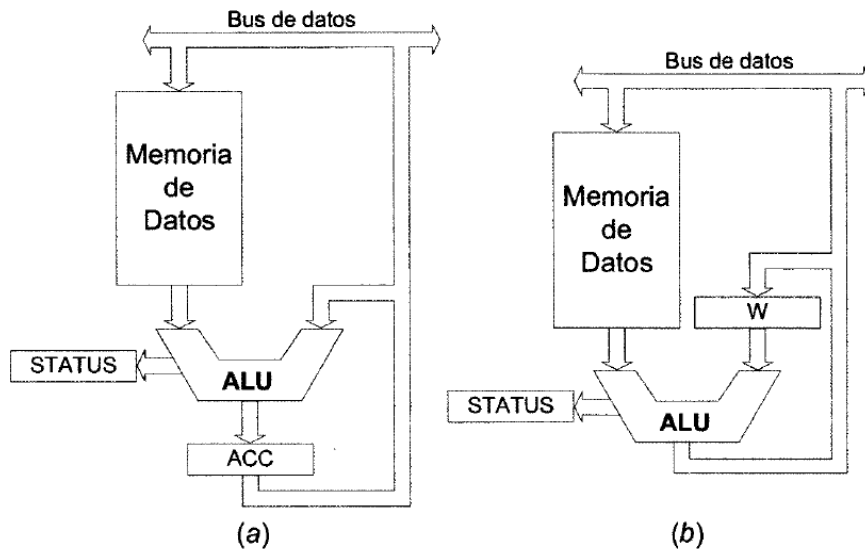 Bus de datos
Memoria
de
Datos
STATUS
ALU
ACC
(a)
Bus de datos
Memoria
de
Datos
W
STATUS
ALU
(b)